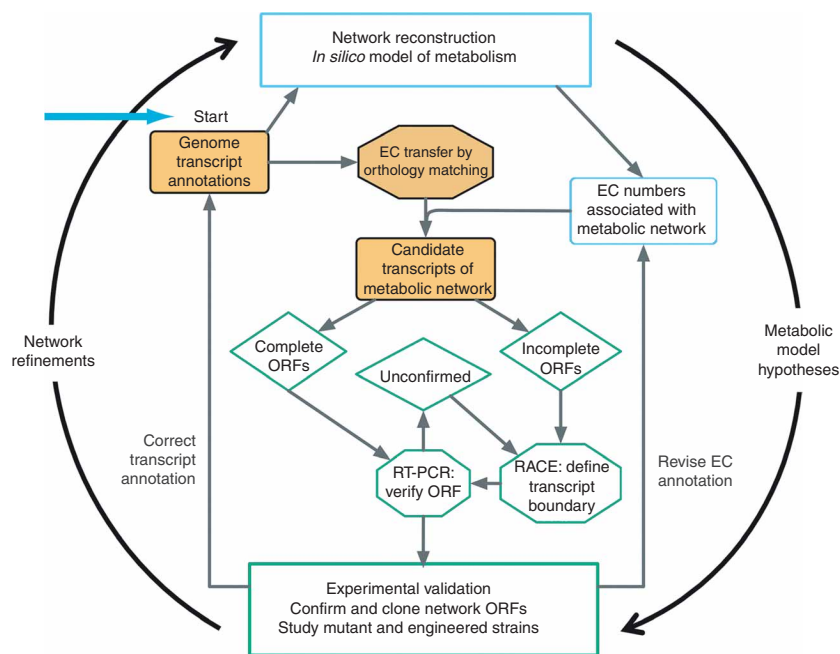 Network reconstruction
In silico model of metabolism
Start
Genome
transcript
annotations
EC transfer by
orthology matching
EC numbers
associated with
metabolic network
Candidate
transcripts of
metabolic network
Network
refinements
Complete
ORFs
Unconfirmed
Incomplete
ORFs
Metabolic
model
hypotheses
Correct
transcript
annotation
RT-PCR:
verify ORF
RACE: define
transcript
boundary
Revise EC
annotation
Experimental validation
Confirm and clone network ORFs
Study mutant and engineered strains